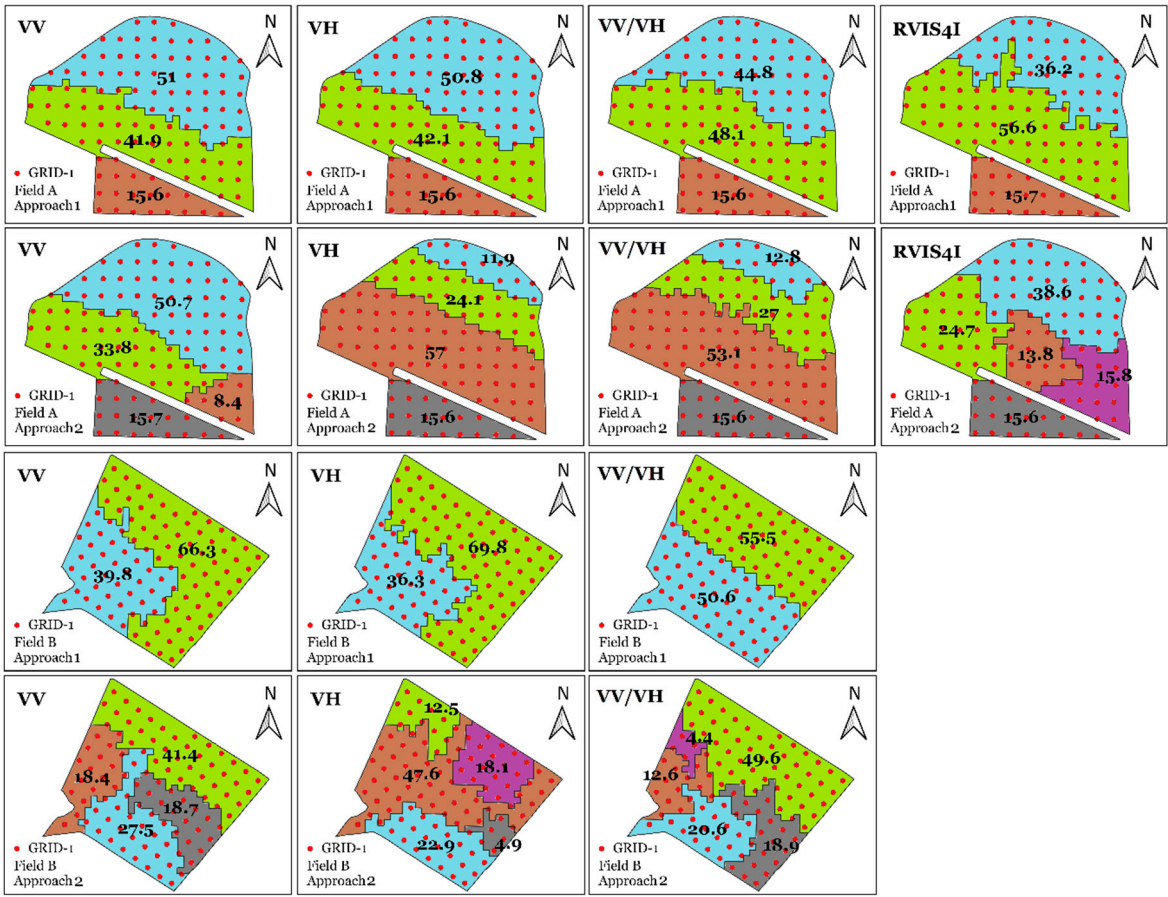 VV
N
51
41.9
15.6
GRID-1
Field A
Approach1
VH
N
50.8
42.1
15.6
GRID-1
Field A
Approach1
VV/VH
N
44.8
48.1
15.6
GRID-1
Field A
Approach1
RVIS4I
N
36.2
56.6
15.7
GRID-1
Field A
Approach1
VV
N
50.7
33.8
8.4
15.7
GRID-1
Field A
Approach2
VH
N
11.9
24.1
57
15.6
GRID-1
Field A
Approach2
VV/VH
N
12.8
27
53.1
15.6
GRID-1
Field A
Approach2
RVIS4I
N
38.6
24.7
13.8
15.8
15.6
GRID-1
Field A
Approach2
VV
N
66.3
39.8
GRID-1
Field B
Approach1
VH
N
69.8
36.3
GRID-1
Field B
Approach1
VV/VH
N
55.5
50.6
GRID-1
Field B
Approach1
VV
N
41.4
18.4
18.7
27.5
GRID-1
Field B
Approach2
VH
N
12.5
47.6
18.1
22.9
4.9
GRID-1
Field B
Approach2
VV/VH
N
4.4
49.6
12.6
20.6
18.9
GRID-1
Field B
Approach2